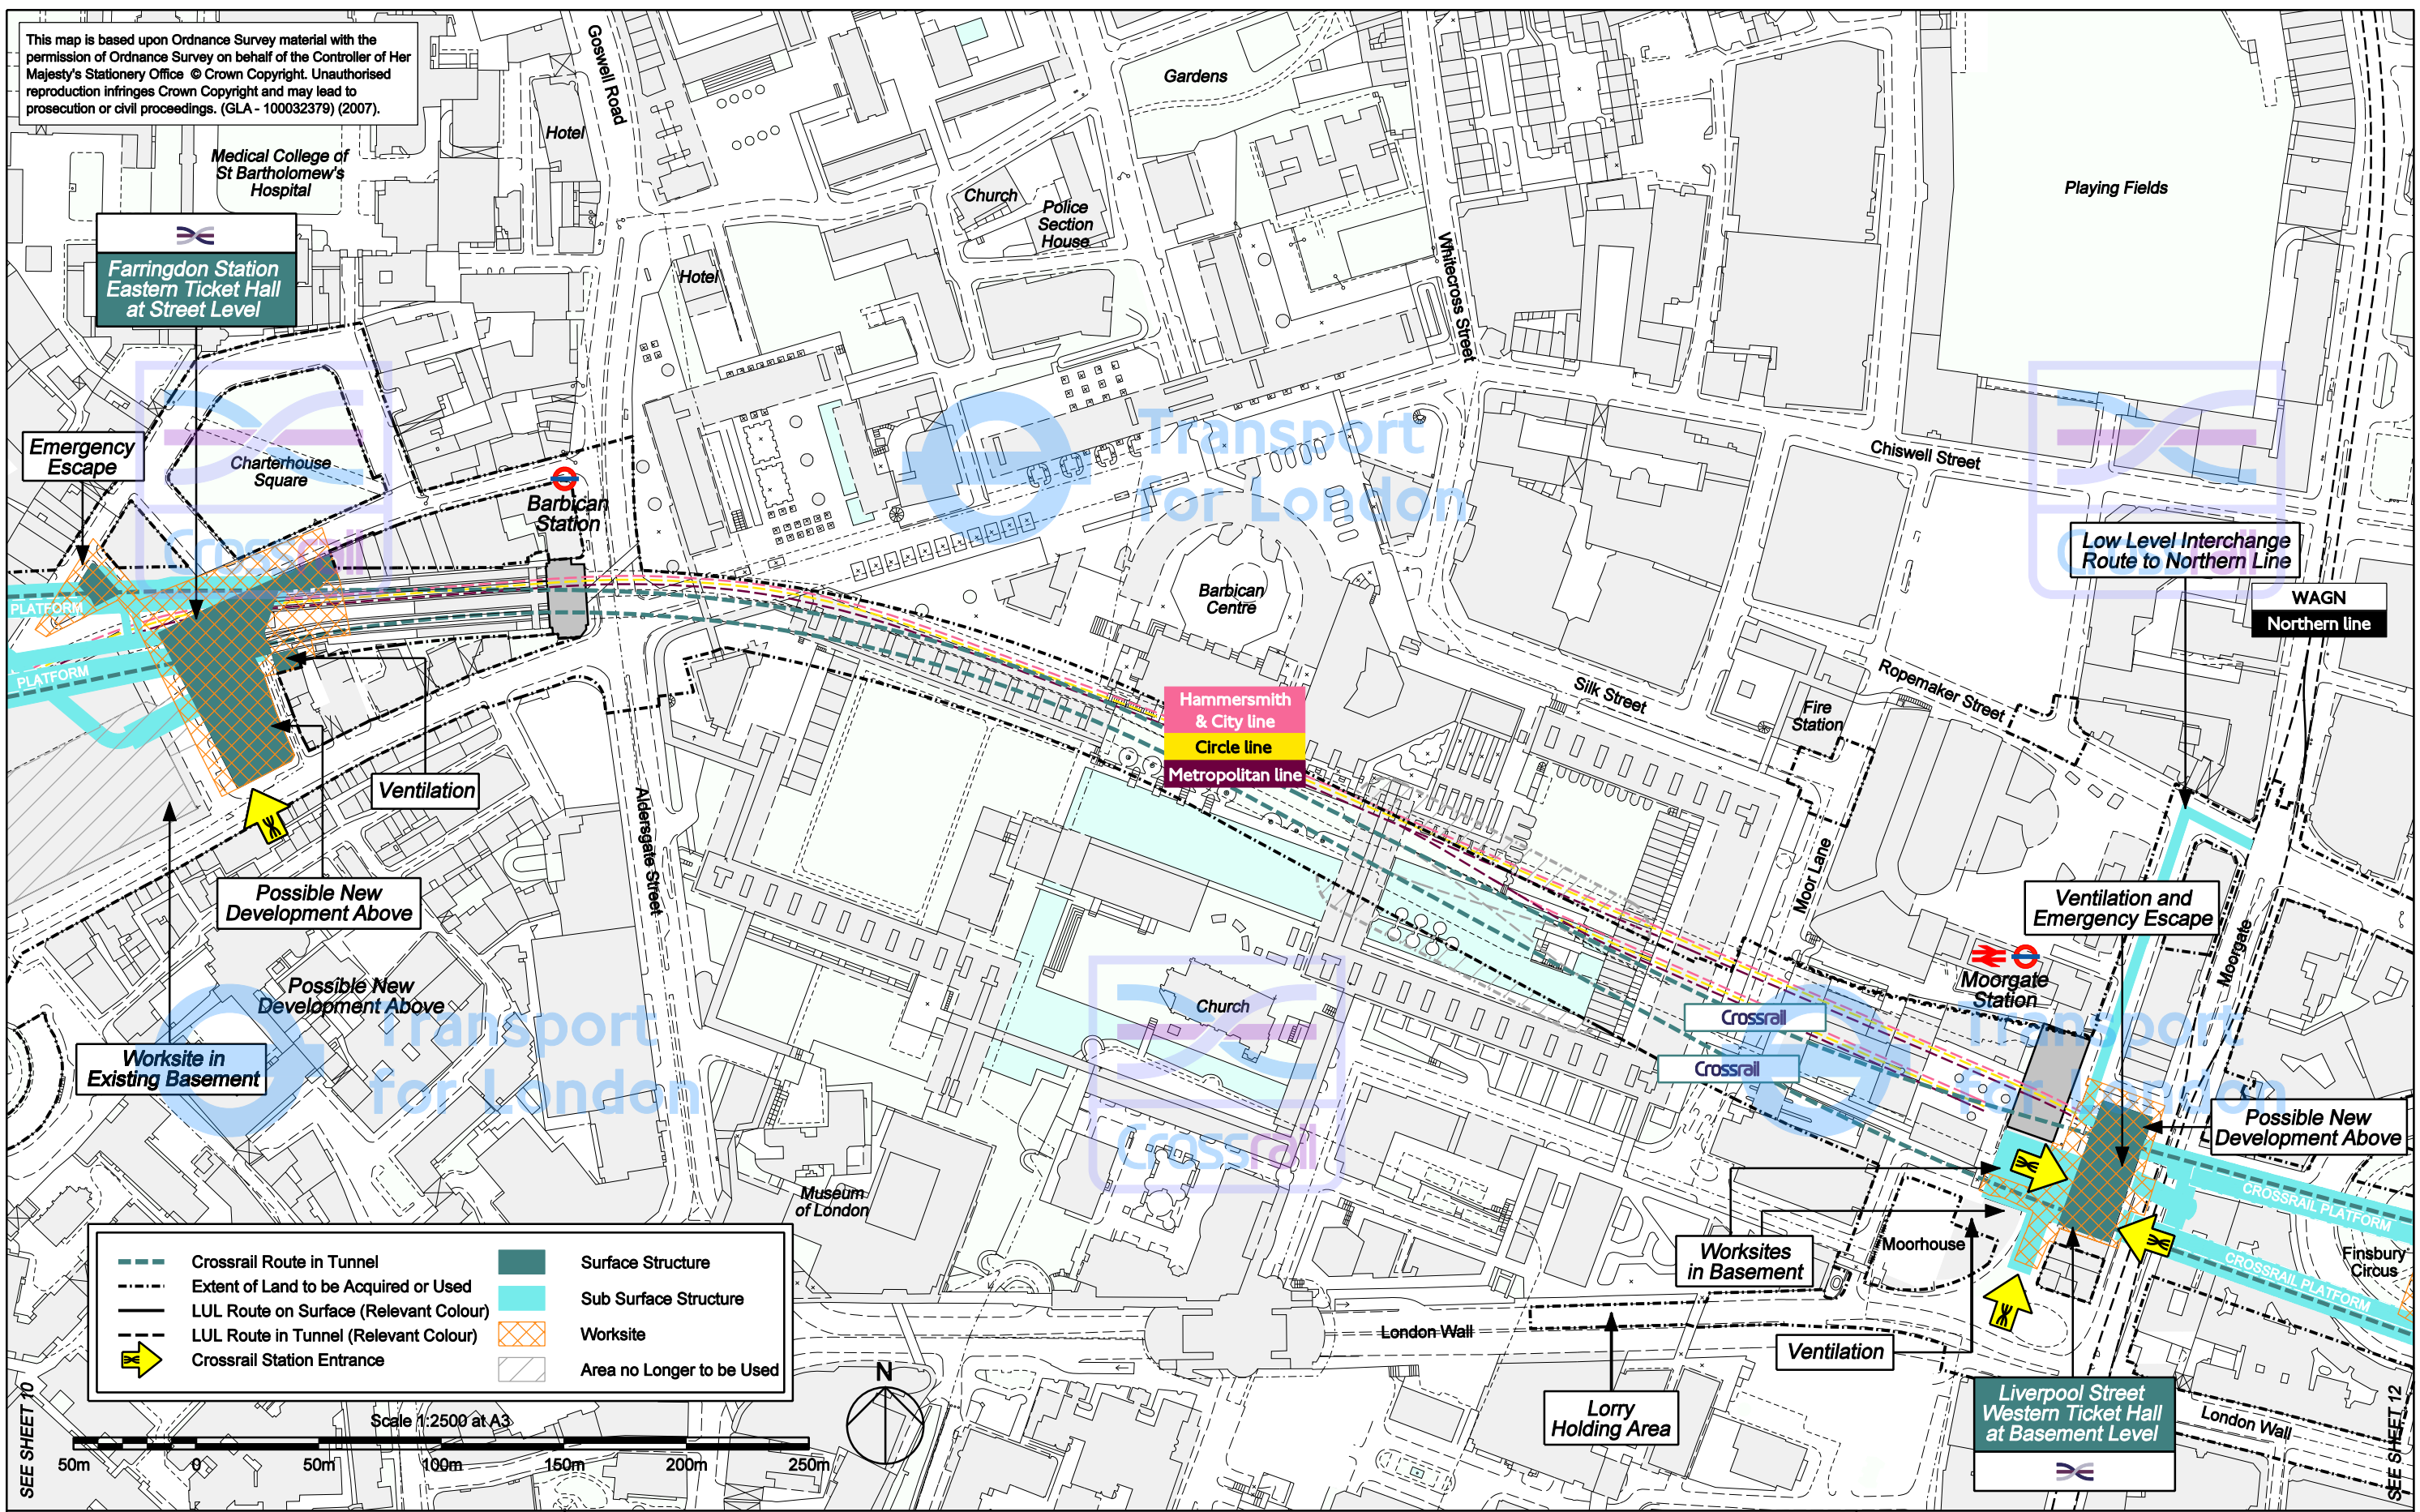 This map is based upon Ordnance Survey material with the
permission of Ordnance Survey on behalf of the Controller of Her
Majesty's Stationery Office © Crown Copyright. Unauthorised
reproduction infringes Crown Copyright and may lead to
prosecution or civil proceedings. (GLA - 100032379) (2007).
Goswell Road
Hotel
Medical College of
St Bartholomew's
Hospital
Gardens
Church
Police
Section
House
Playing Fields
Whitecross Street
Farringdon Station
Eastern Ticket Hall
at Street Level
Hotel
Emergency
Escape
Charterhouse
Square
Crossrail
Barbican
Station
Transport
for London
Chiswell Street
Crossrail
Low Level Interchange
Route to Northern Line
WAGN
Northern line
PLATFORM
PLATFORM
Barbican
Centre
Hammersmith
& City line
Circle line
Metropolitan line
Silk Street
Ropemaker Street
Fire
Station
Ventilation
Aldersgate Street
Moor Lane
Possible New
Development Above
Ventilation and
Emergency Escape
Moorgate
Moorgate
Station
Possible New
Development Above
Transport
for London
Church
Crossrail
Crossrail
Crossrail
Transport
for London
Worksite in
Existing Basement
Possible New
Development Above
Museum
of London
CROSSRAIL PLATFORM
CROSSRAIL PLATFORM
Finsbury
Circus
Worksites
in Basement
Moorhouse
Crossrail Route in Tunnel
Extent of Land to be Acquired or Used
LUL Route on Surface (Relevant Colour)
LUL Route in Tunnel (Relevant Colour)
Crossrail Station Entrance
Surface Structure
Sub Surface Structure
Worksite
Area no Longer to be Used
London Wall
Ventilation
Lorry
Holding Area
Liverpool Street
Western Ticket Hall
at Basement Level
London Wall
SEE SHEET 10
SEE SHEET 12
N
Scale 1:2500 at A3
50m 0 50m 100m 150m 200m 250m